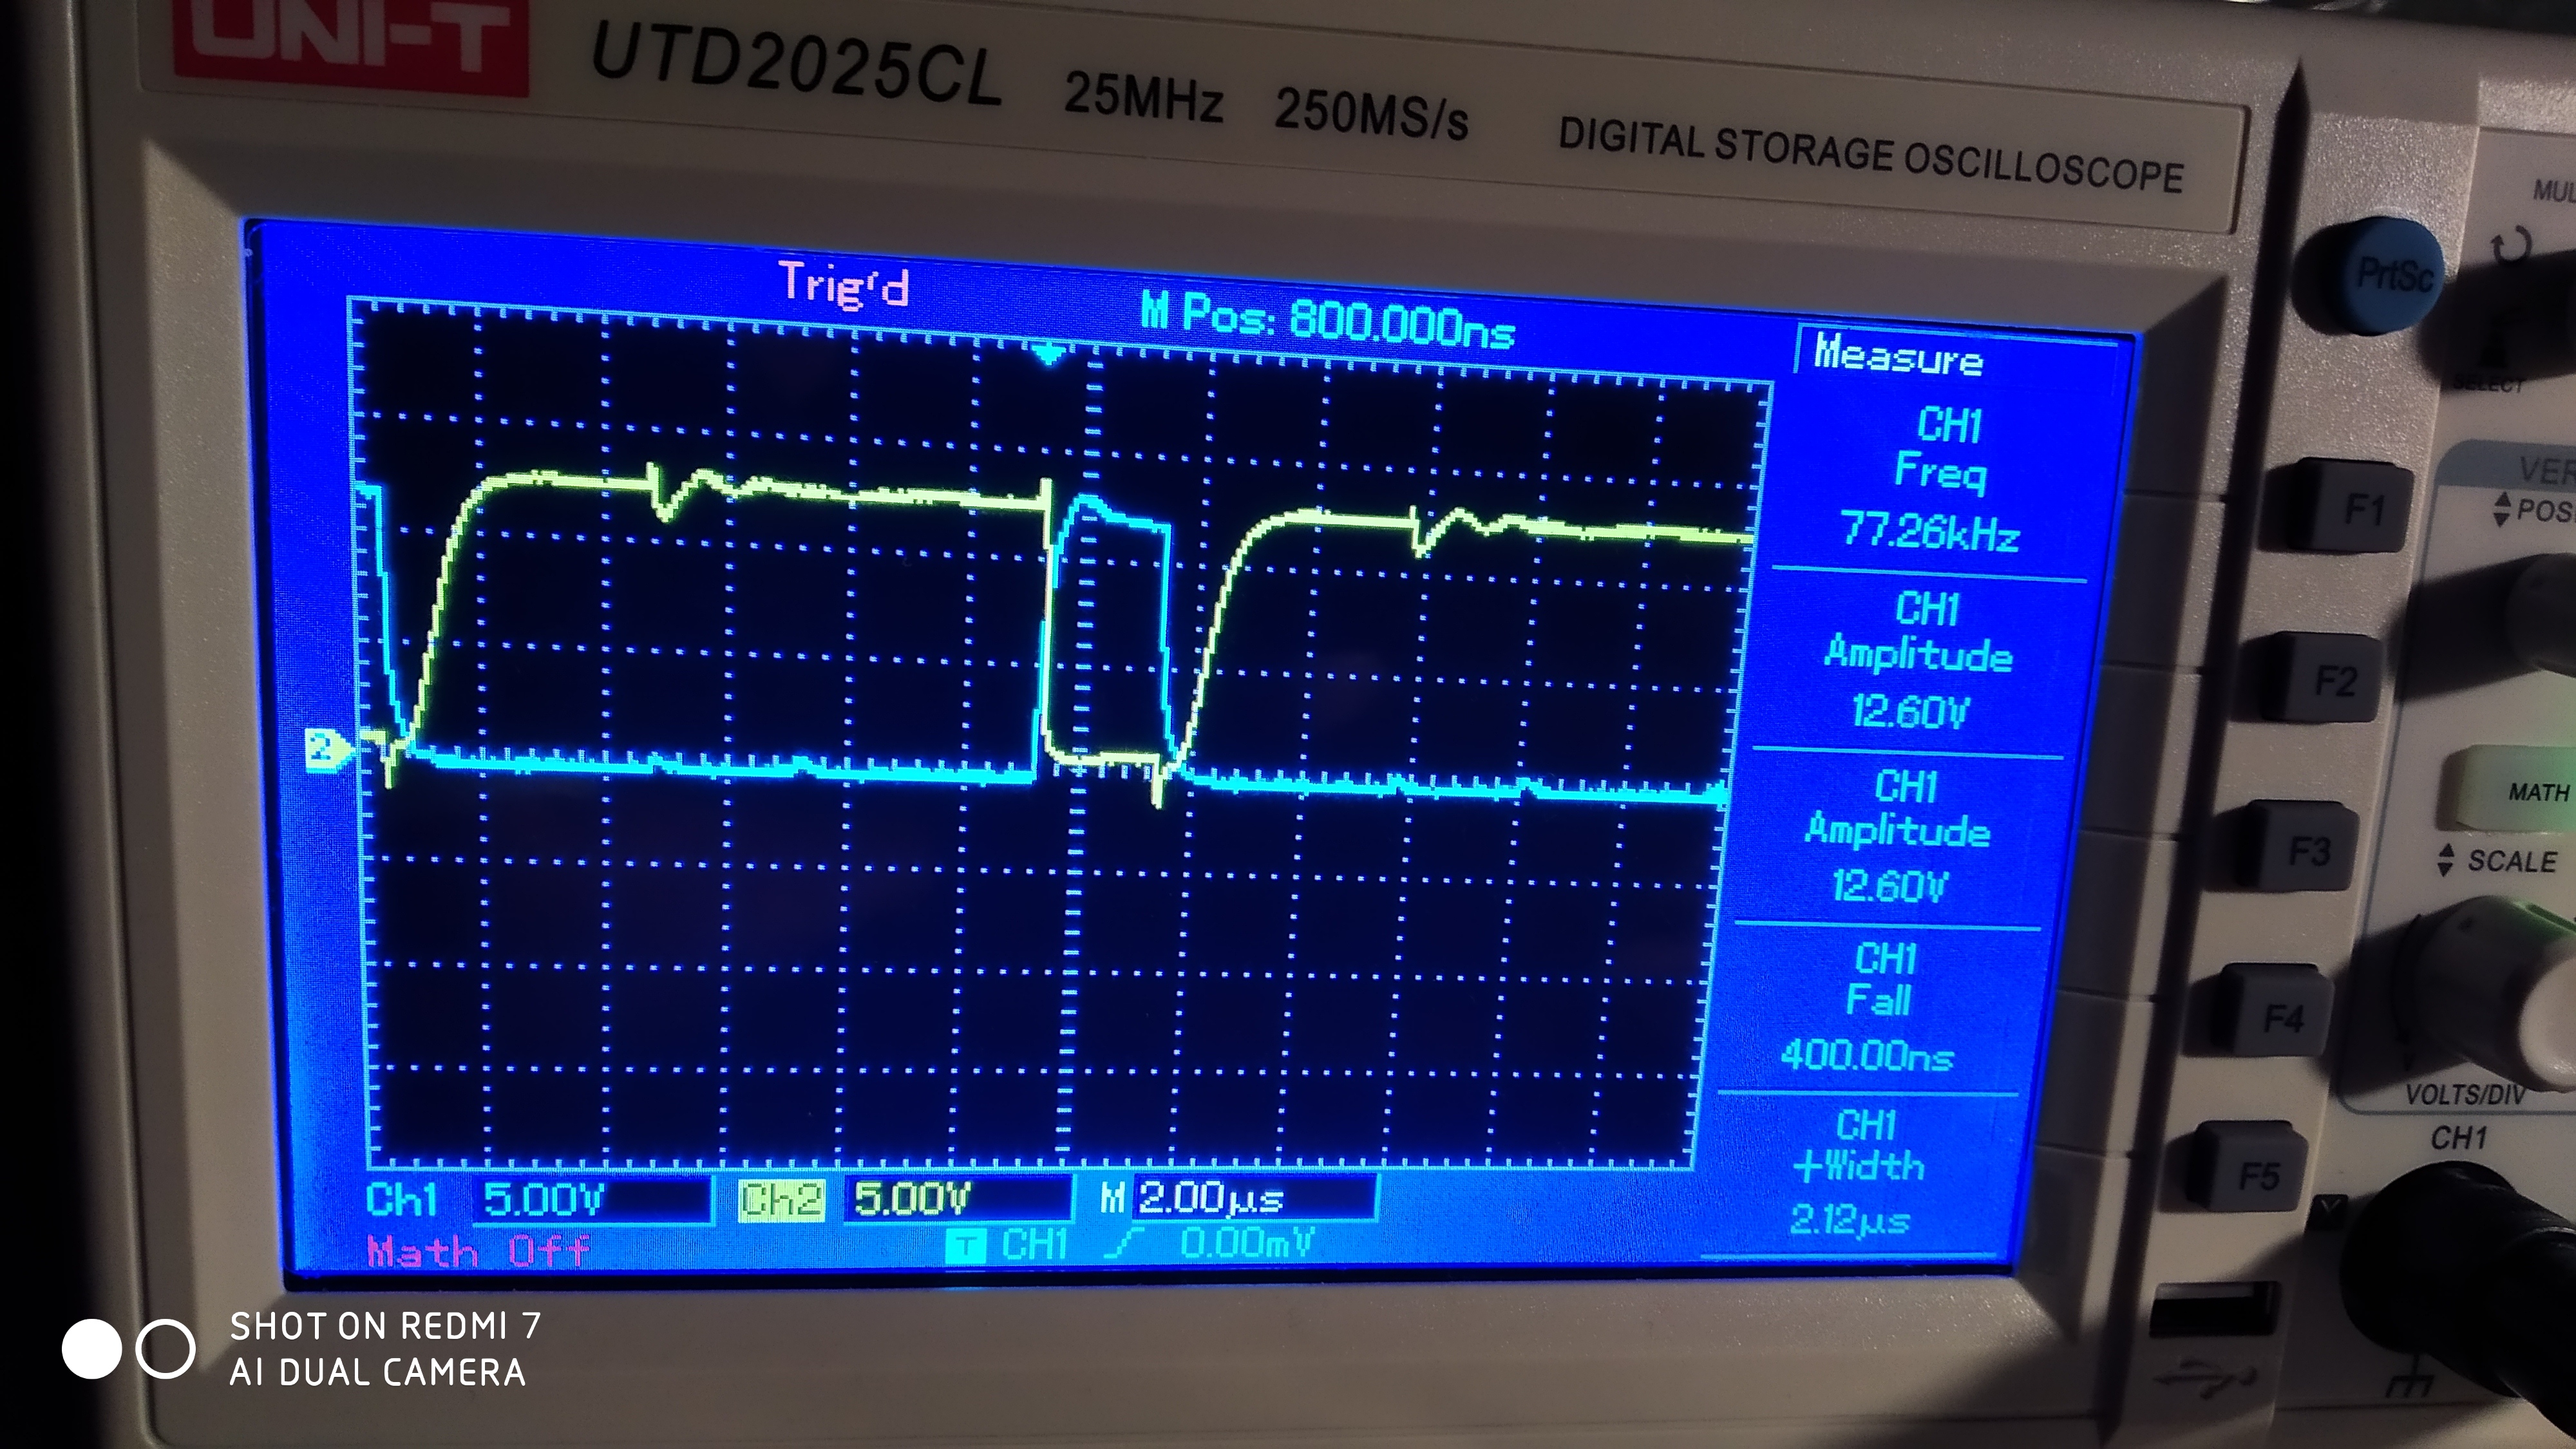 UNI-T UTD2025CL 25MHz 250MS/s DIGITAL STORAGE OSCILLOSCOPE
Trig'd M Pos: 800.000ns
PrtSc
SELECT
Measure
CH1
Freq
77.26kHz
CH1
Amplitude
12.60V
CH1
Amplitude
12.60V
CH1
Fall
400.00ns
CH1
+Width
2.12µs
2
Ch1 5.00V Ch2 5.00V M 2.00µs
Math Off T CH1 0.00mV
F1
F2
F3
F4
F5
MATH
SCALE
VOLTS/DIV
CH1
SHOT ON REDMI 7
AI DUAL CAMERA